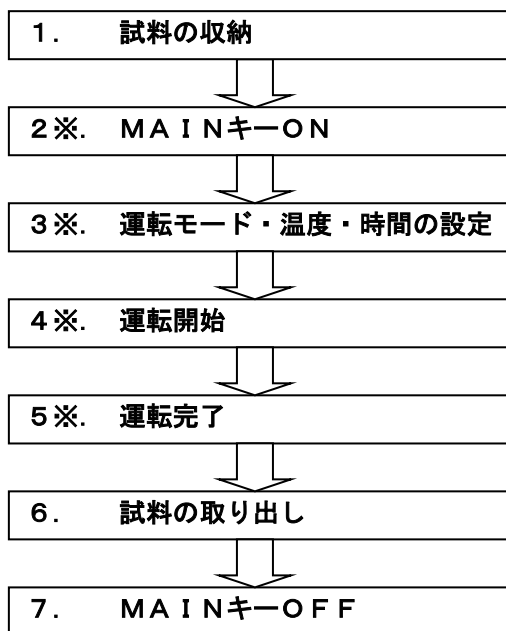 １．　　試料の収納
２※．　ＭＡＩＮキーＯＮ
３※．　運転モード・温度・時間の設定
４※．　運転開始
５※．　運転完了
６．　　試料の取り出し
７．　　ＭＡＩＮキーＯＦＦ